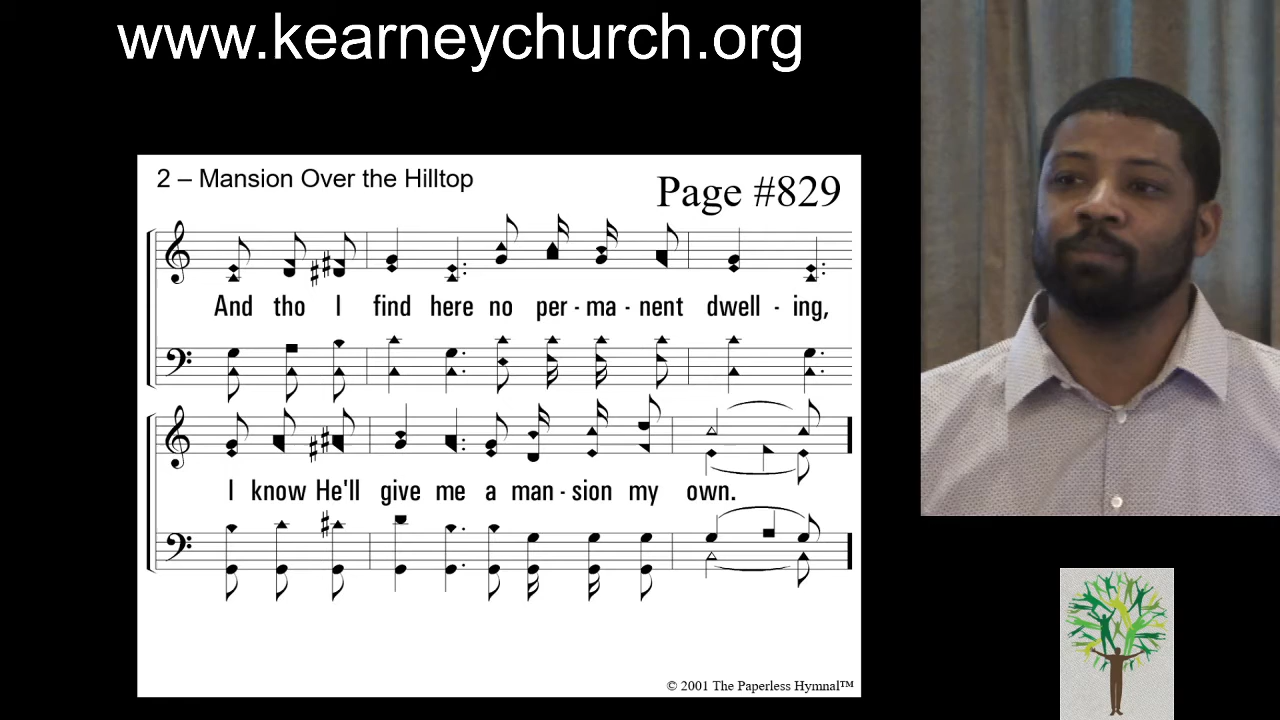 www.kearneychurch.org
2 – Mansion Over the Hilltop
Page #829
And tho I find here no per - ma - nent dwell - ing,
I know He'll give me a man - sion my own.
© 2001 The Paperless Hymnal™